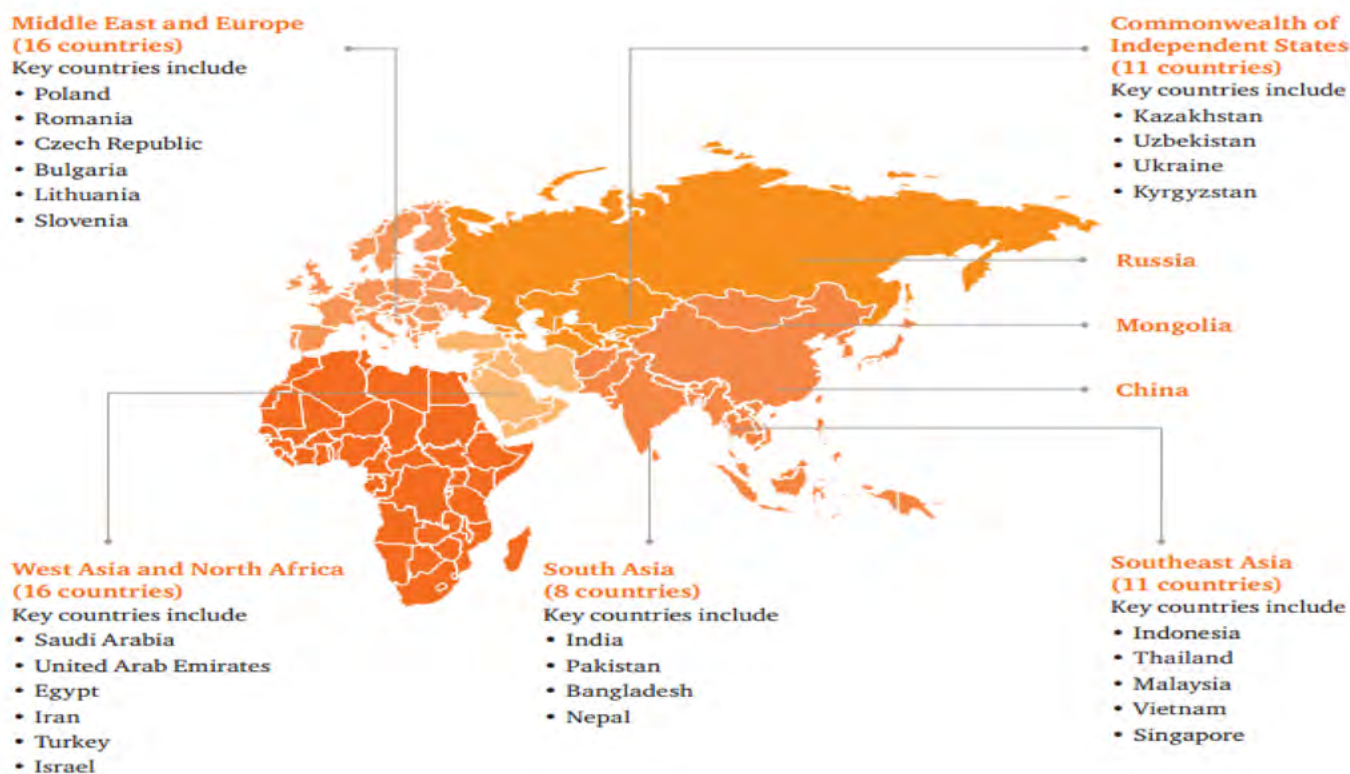 Middle East and Europe
(16 countries)
Key countries include
• Poland
• Romania
• Czech Republic
• Bulgaria
• Lithuania
• Slovenia
Commonwealth of
Independent States
(11 countries)
Key countries include
• Kazakhstan
• Uzbekistan
• Ukraine
• Kyrgyzstan
Russia
Mongolia
China
West Asia and North Africa
(16 countries)
Key countries include
• Saudi Arabia
• United Arab Emirates
• Egypt
• Iran
• Turkey
• Israel
South Asia
(8 countries)
Key countries include
• India
• Pakistan
• Bangladesh
• Nepal
Southeast Asia
(11 countries)
Key countries include
• Indonesia
• Thailand
• Malaysia
• Vietnam
• Singapore